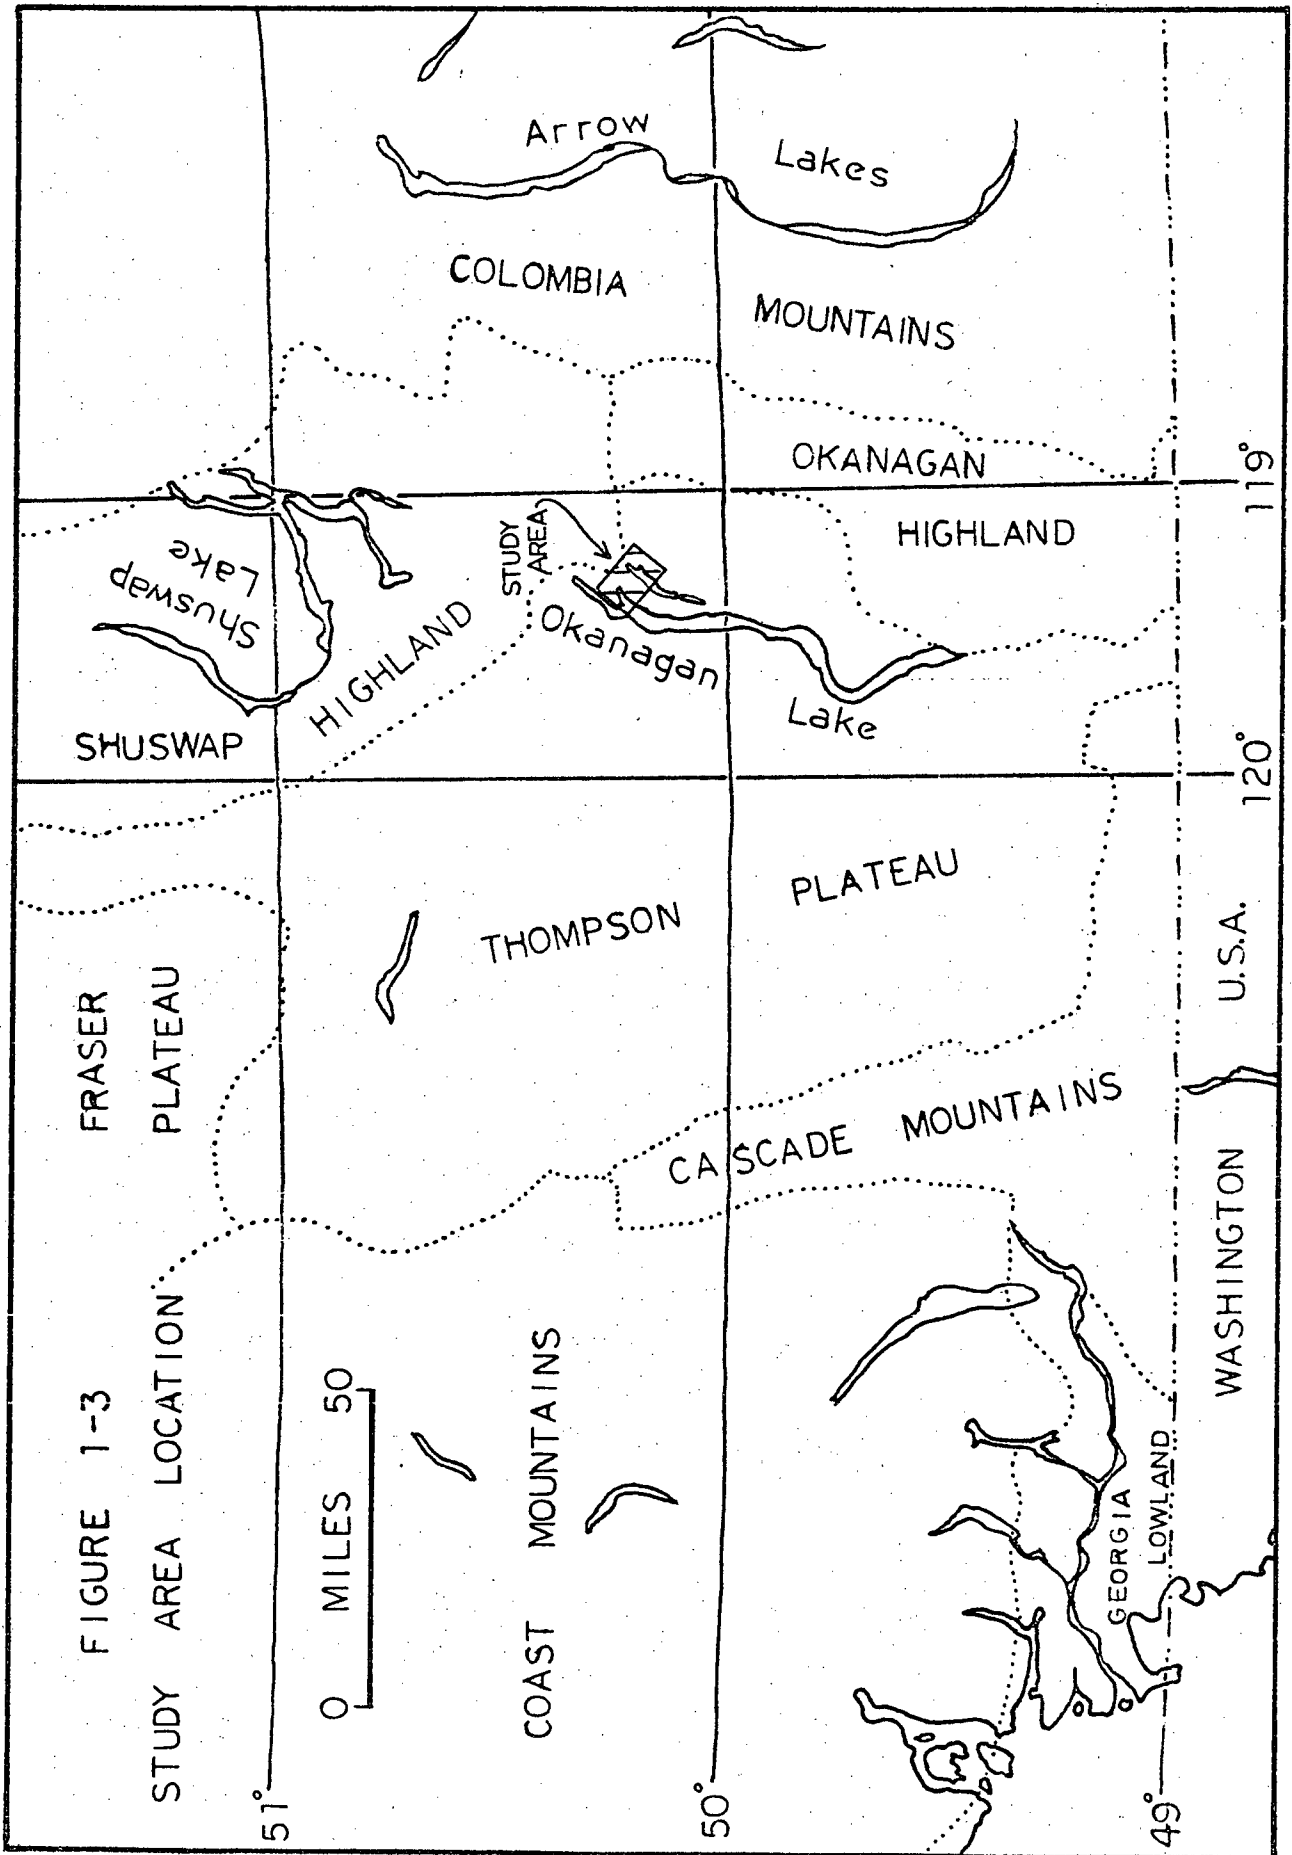 FIGURE 1-3
STUDY AREA LOCATION
0 MILES 50
51°
50°
49°
120°
119°
FRASER
PLATEAU
SHUSWAP
HIGHLAND
Shuswap
Lake
COAST MOUNTAINS
THOMPSON PLATEAU
CASCADE MOUNTAINS
STUDY
AREA
Okanagan
Lake
OKANAGAN
HIGHLAND
COLOMBIA
MOUNTAINS
Arrow
Lakes
GEORGIA
LOWLAND
WASHINGTON U.S.A.